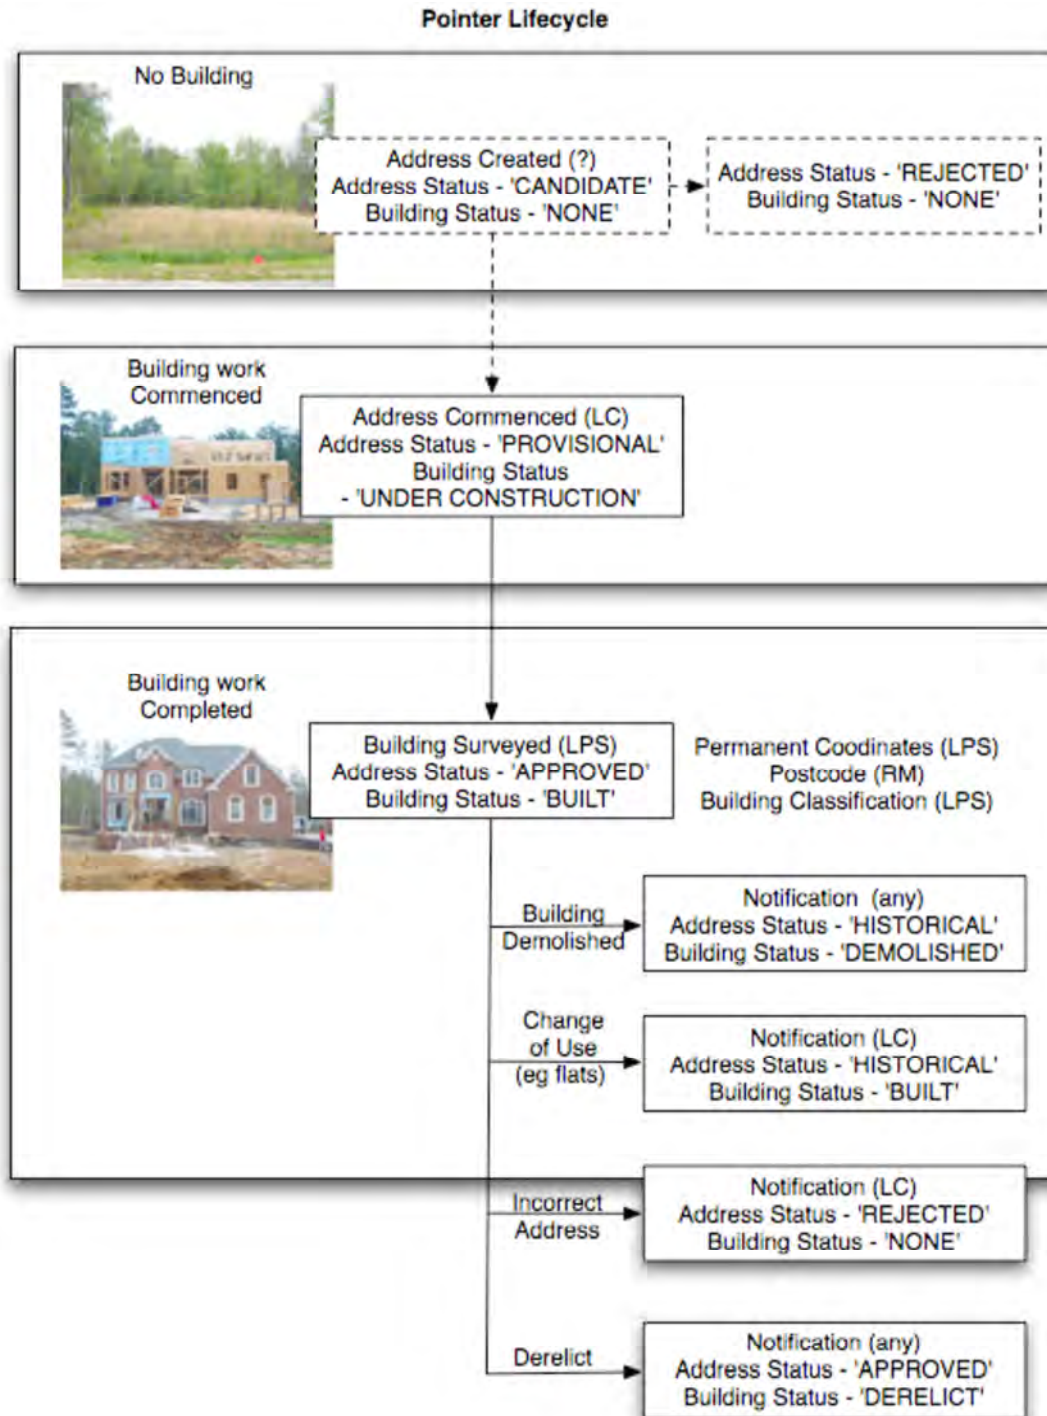 Pointer Lifecycle
No Building
Address Created (?)
Address Status - 'CANDIDATE'
Building Status - 'NONE'
Address Status - 'REJECTED'
Building Status - 'NONE'
Building work
Commenced
Address Commenced (LC)
Address Status - 'PROVISIONAL'
Building Status
- 'UNDER CONSTRUCTION'
Building work
Completed
Building Surveyed (LPS)
Address Status - 'APPROVED'
Building Status - 'BUILT'
Permanent Coodinates (LPS)
Postcode (RM)
Building Classification (LPS)
Building
Demolished
Notification (any)
Address Status - 'HISTORICAL'
Building Status - 'DEMOLISHED'
Change
of Use
(eg flats)
Notification (LC)
Address Status - 'HISTORICAL'
Building Status - 'BUILT'
Incorrect
Address
Notification (LC)
Address Status - 'REJECTED'
Building Status - 'NONE'
Derelict
Notification (any)
Address Status - 'APPROVED'
Building Status - 'DERELICT'